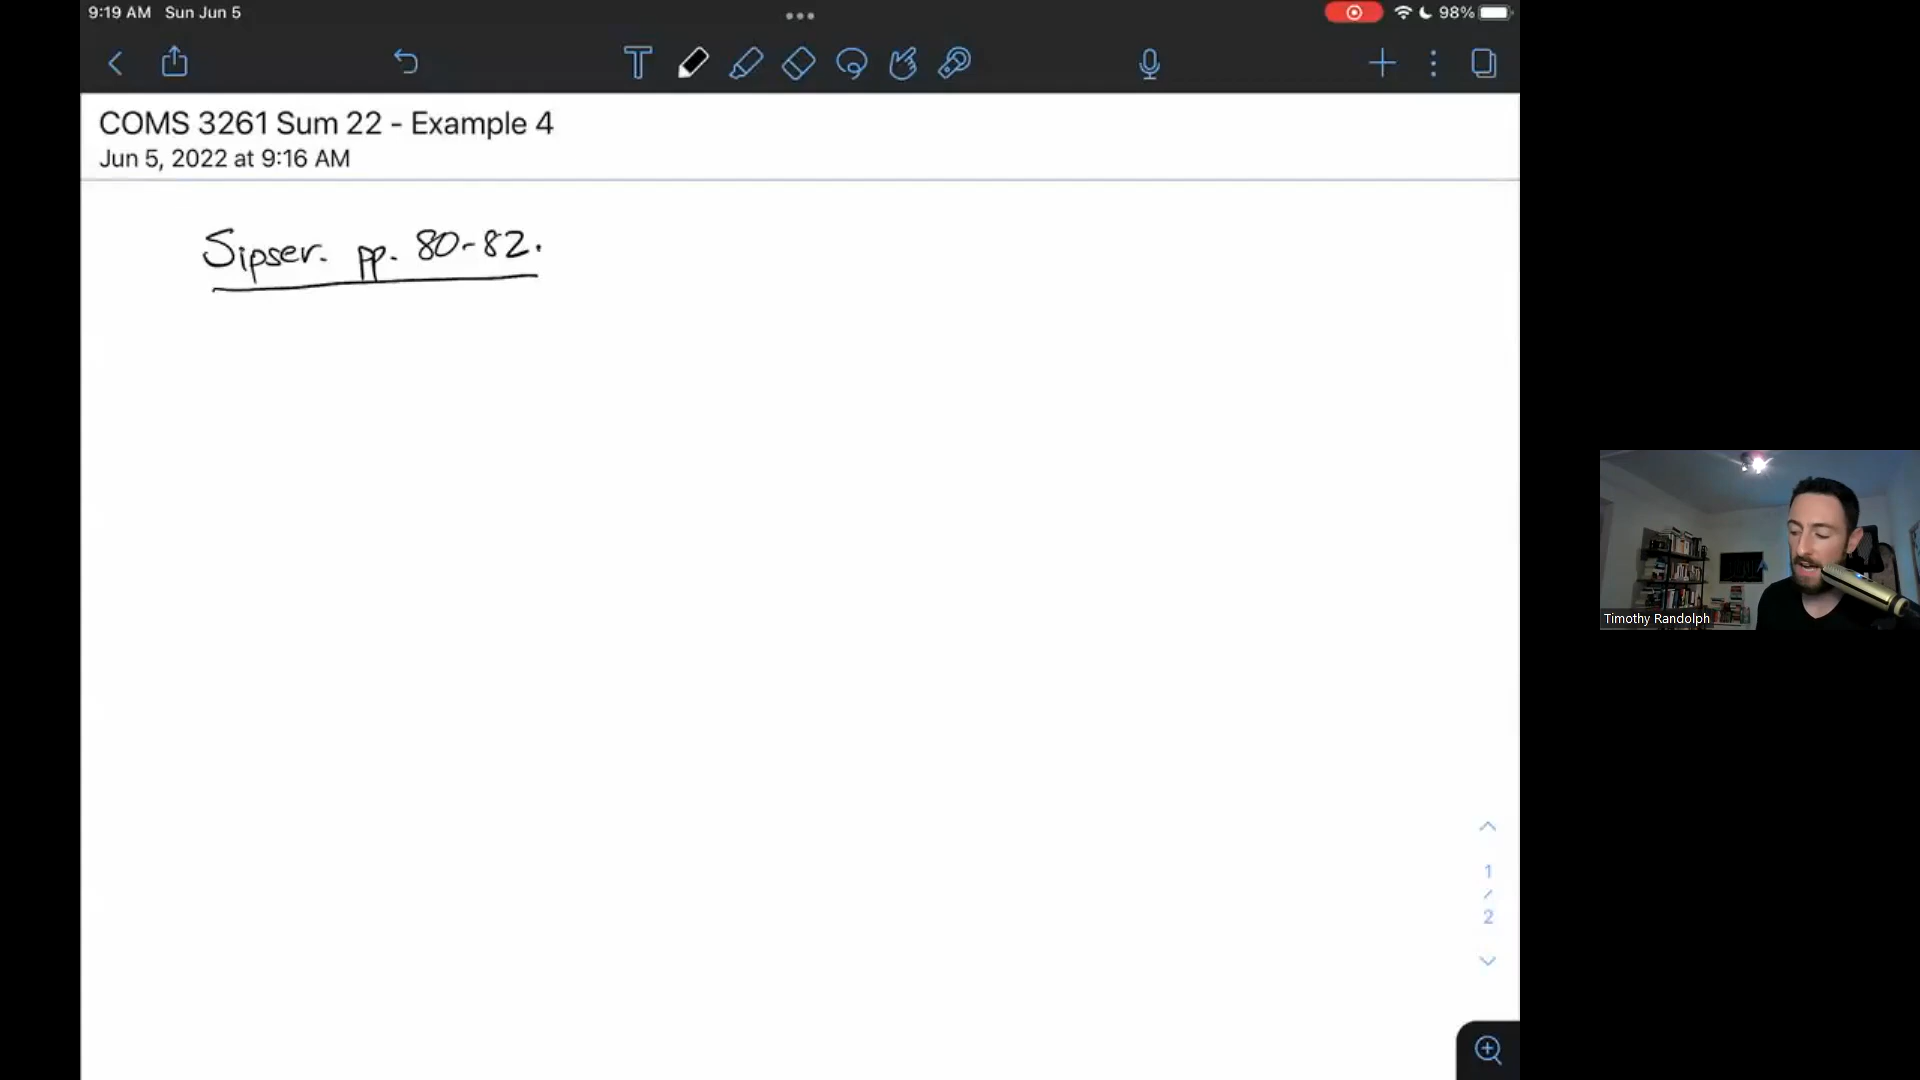 9:19 AM Sun Jun 5
98%
COMS 3261 Sum 22 - Example 4
Jun 5, 2022 at 9:16 AM
Sipser. pp. 80-82.
1
/
2
Timothy Randolph